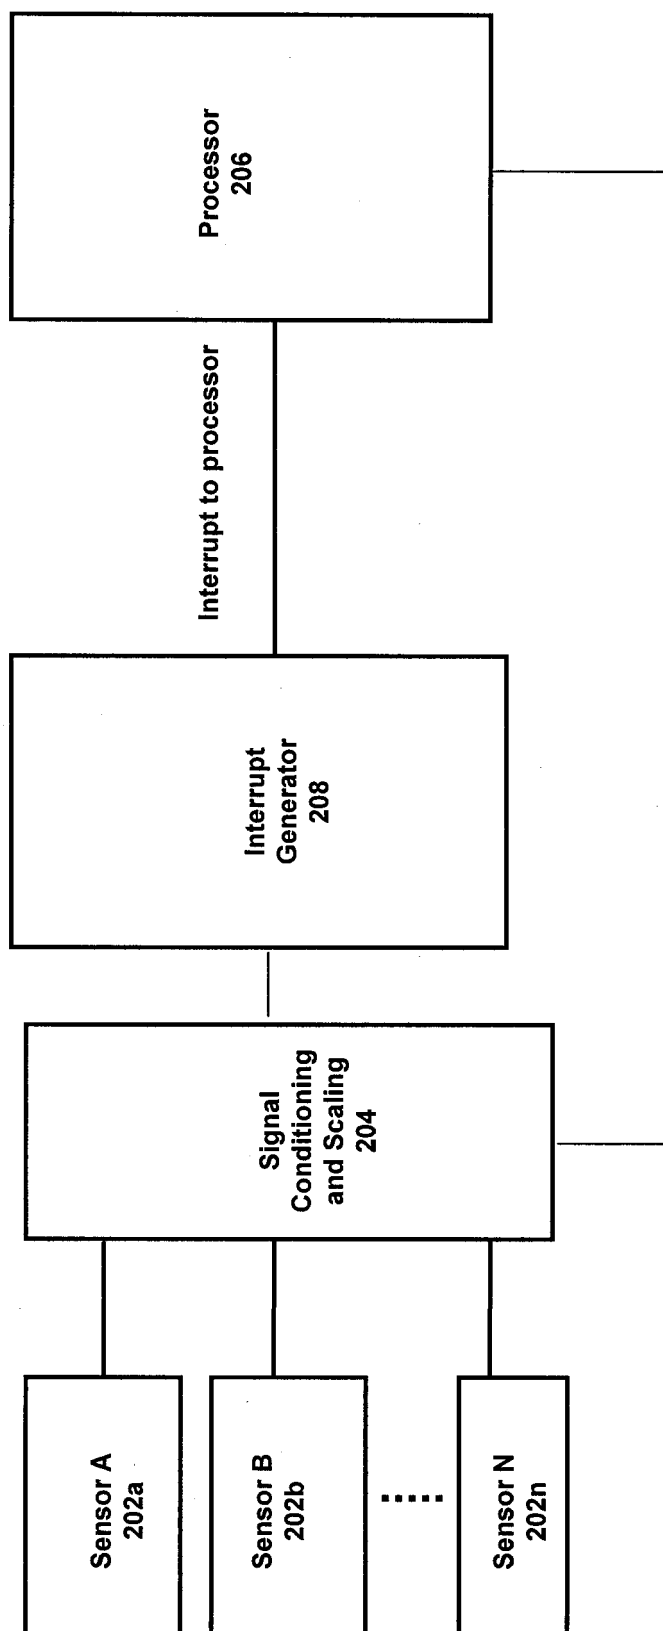 Sensor A
202a
Sensor B
202b
Sensor N
202n
Signal
Conditioning
and Scaling
204
Interrupt
Generator
208
Interrupt to processor
Processor
206